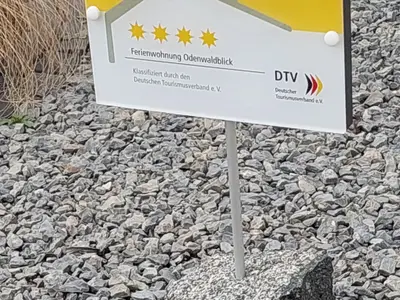 Ferienwohnung Odenwaldblick
Klassifiziert durch den
Deutschen Tourismusverband e. V.
DTV
Deutscher
Tourismusverband e.V.